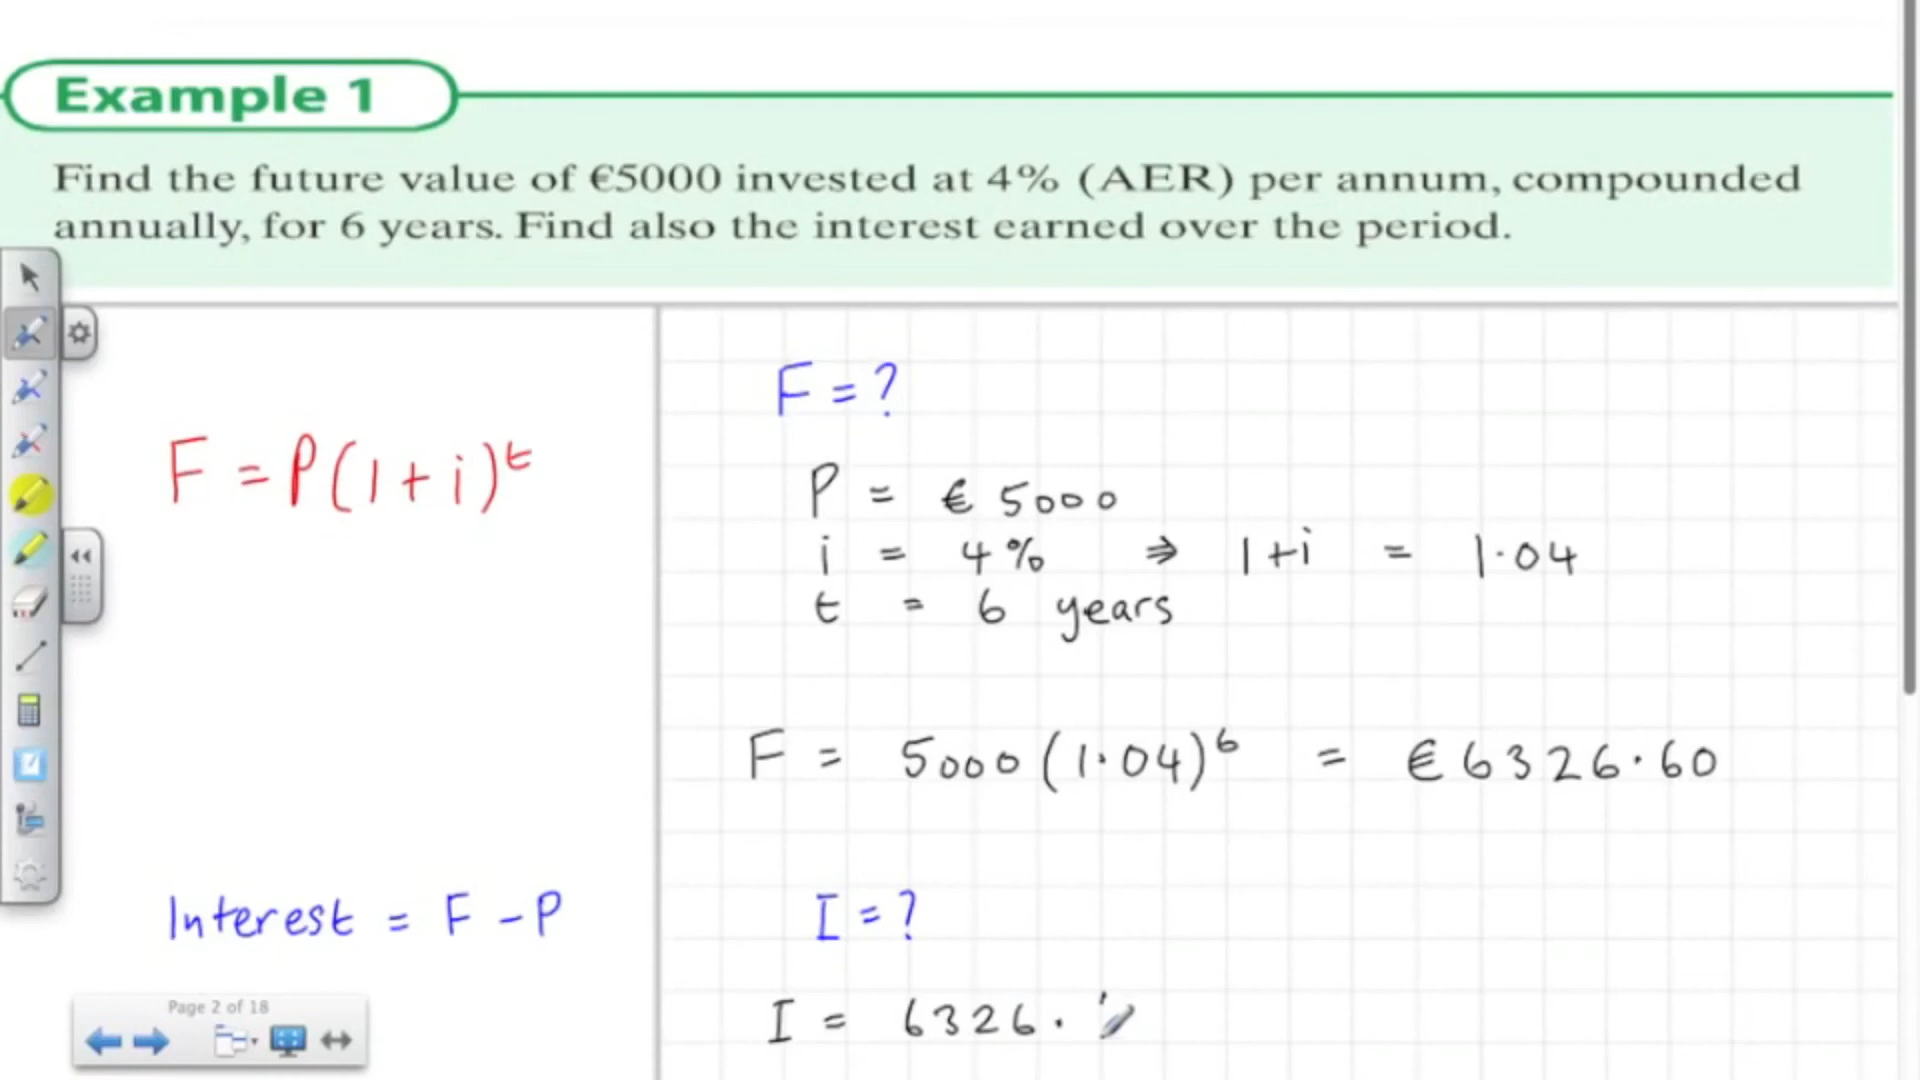 Example 1
Find the future value of €5000 invested at 4% (AER) per annum, compounded
annually, for 6 years. Find also the interest earned over the period.
F = P(1+i)^t
Interest = F - P
Page 2 of 18
F = ?
P = € 5000
i = 4% ⇒ 1+i = 1·04
t = 6 years
F = 5000(1·04)^6 = €6326·60
I = ?
I = 6326·